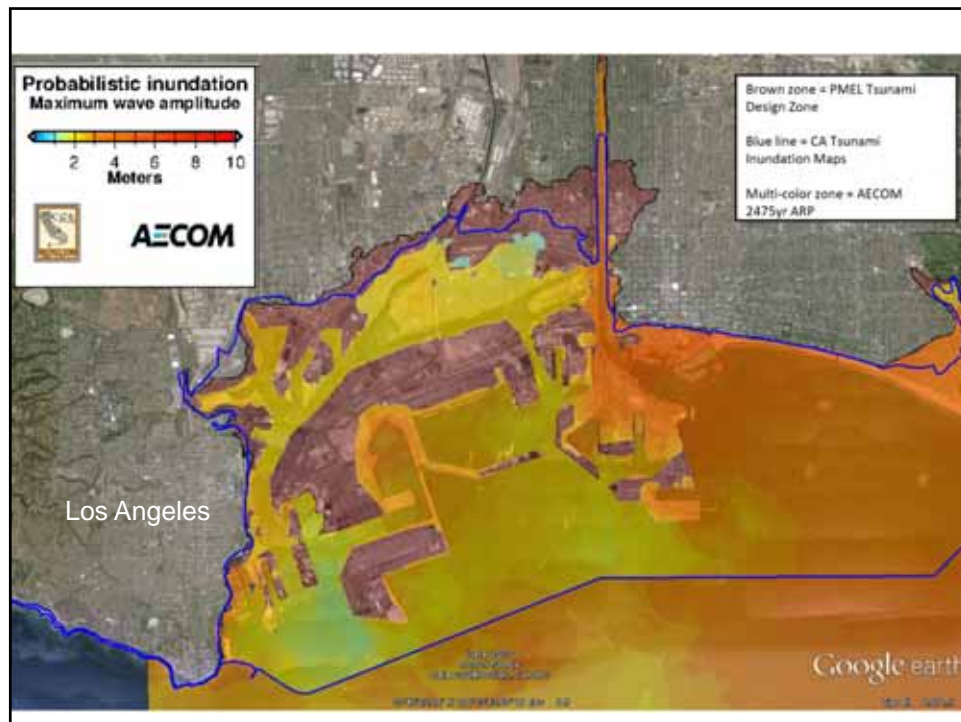 Probabilistic inundation
Maximum wave amplitude
2 4 6 8 10
Meters
AECOM
Brown zone = PMEL Tsunami
Design Zone
Blue line = CA Tsunami
Inundation Maps
Multi-color zone = AECOM
2475yr ARP
Los Angeles
Google earth